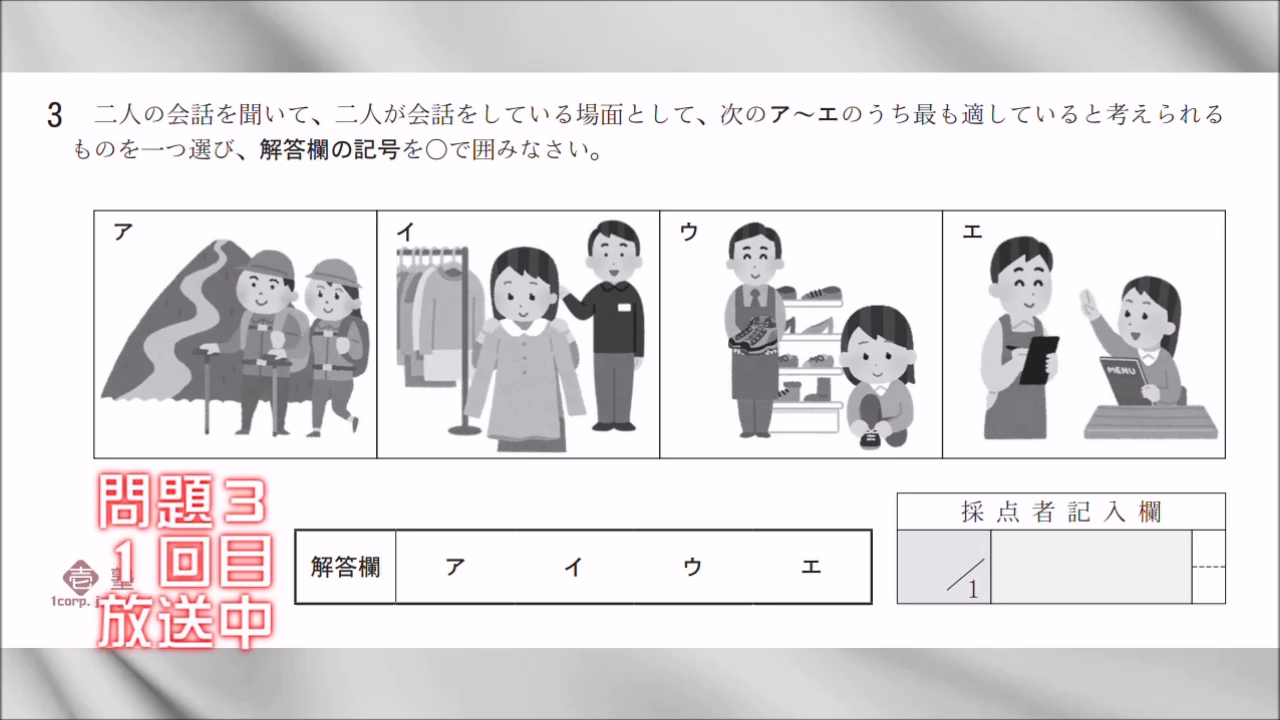 3 二人の会話を聞いて、二人が会話をしている場面として、次のア〜エのうち最も適していると考えられる
ものを一つ選び、解答欄の記号を○で囲みなさい。
ア
イ
ウ
エ
MENU
問題３
１回目
放送中
壱 塾
1corp.j
解答欄 ア イ ウ エ
採点者記入欄
／1